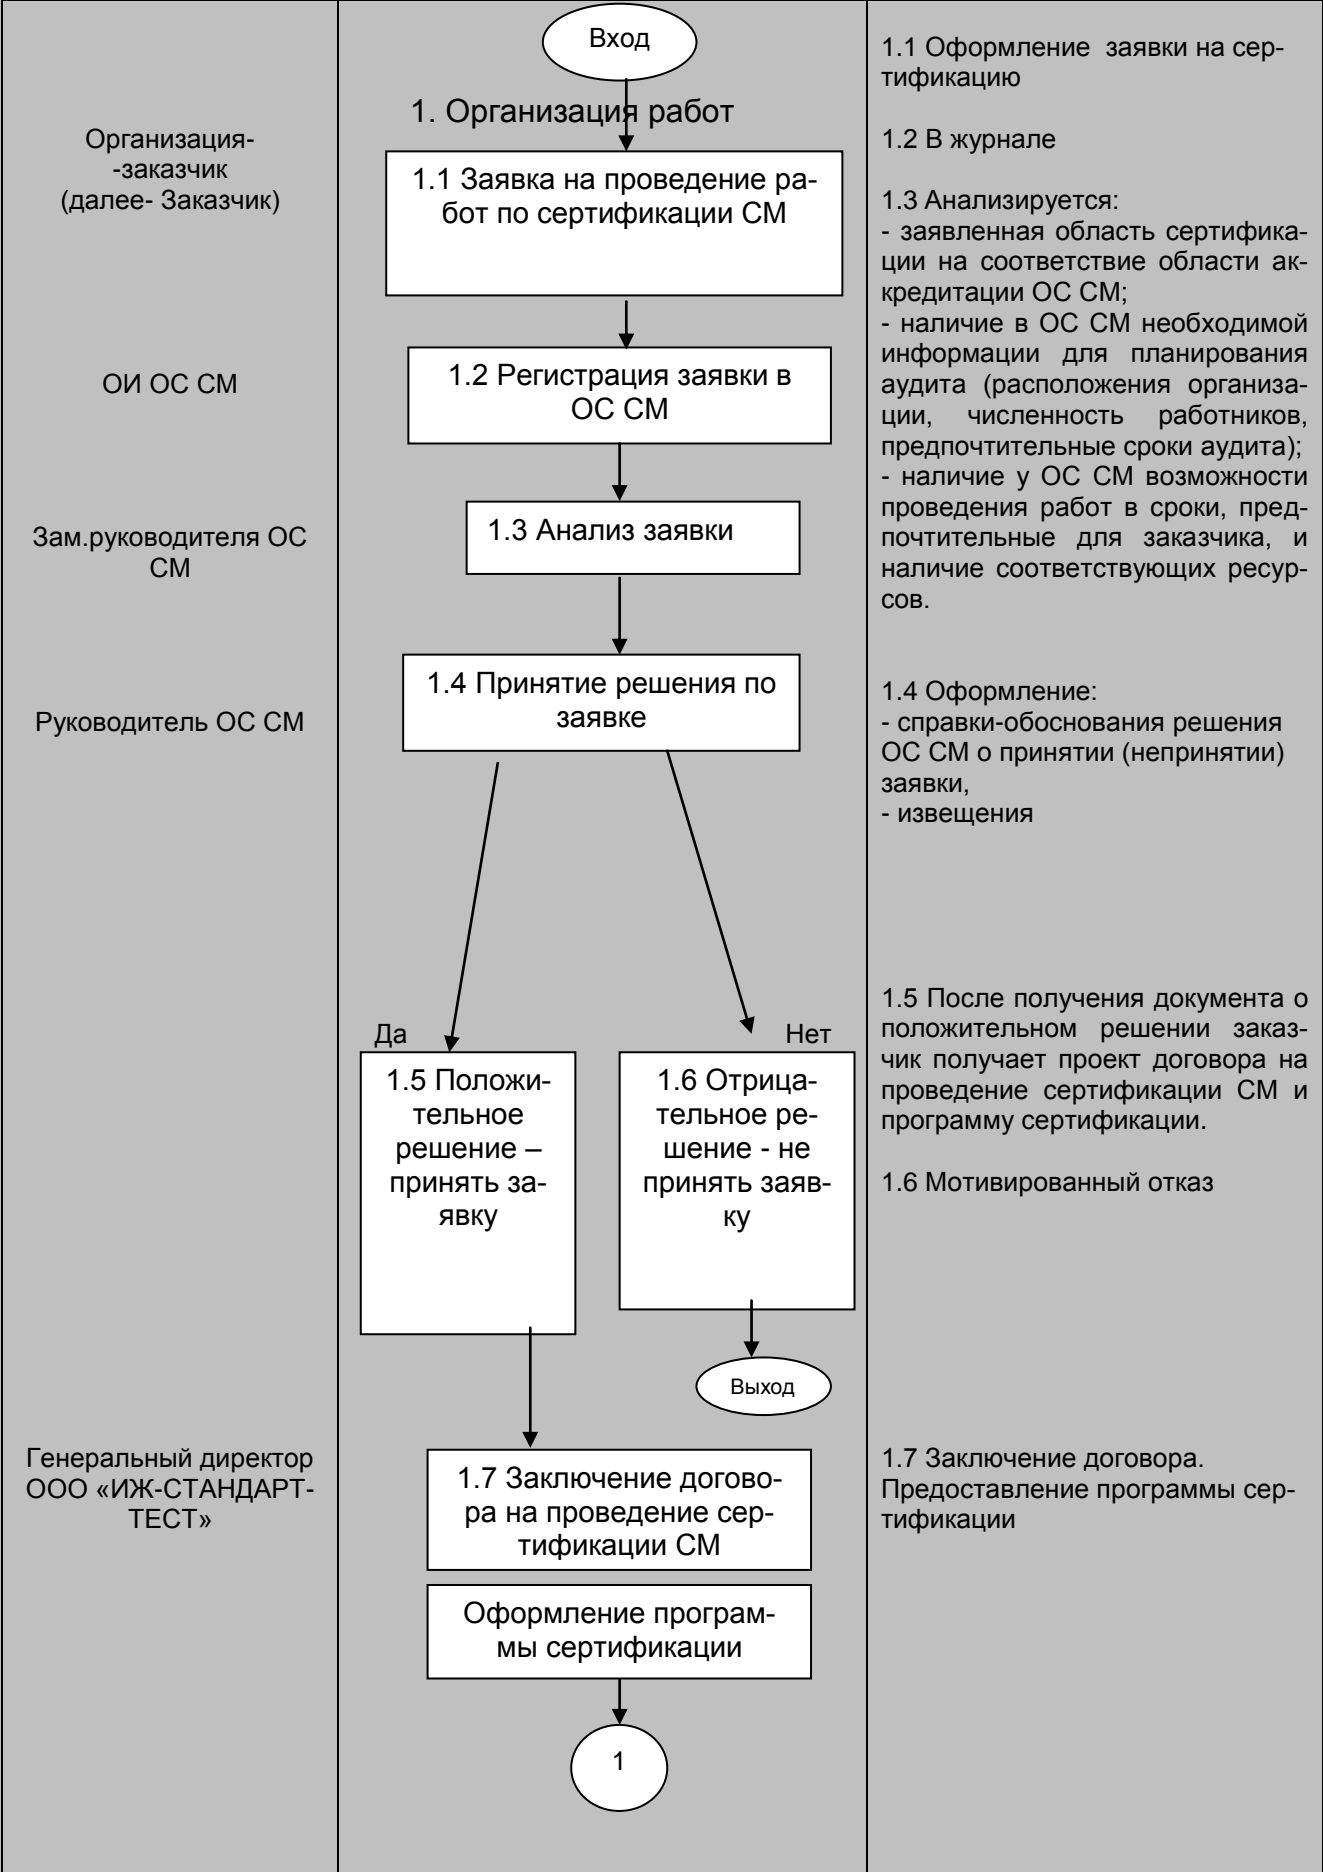 Вход
1. Организация работ
Организация-
-заказчик
(далее- Заказчик)
1.1 Заявка на проведение ра-
бот по сертификации СМ
1.1 Оформление заявки на сер-
тификацию
1.2 В журнале
1.3 Анализируется:
- заявленная область сертифика-
ции на соответствие области ак-
кредитации ОС СМ;
- наличие в ОС СМ необходимой
информации для планирования
аудита (расположения организа-
ции, численность работников,
предпочтительные сроки аудита);
- наличие у ОС СМ возможности
проведения работ в сроки, пред-
почтительные для заказчика, и
наличие соответствующих ресур-
сов.
ОИ ОС СМ
1.2 Регистрация заявки в
ОС СМ
Зам.руководителя ОС
СМ
1.3 Анализ заявки
Руководитель ОС СМ
1.4 Принятие решения по
заявке
1.4 Оформление:
- справки-обоснования решения
ОС СМ о принятии (непринятии)
заявки,
- извещения
Да
1.5 Положи-
тельное
решение –
принять за-
явку
Нет
1.6 Отрица-
тельное ре-
шение - не
принять заяв-
ку
Выход
1.5 После получения документа о
положительном решении заказ-
чик получает проект договора на
проведение сертификации СМ и
программу сертификации.
1.6 Мотивированный отказ
Генеральный директор
ООО «ИЖ-СТАНДАРТ-
ТЕСТ»
1.7 Заключение догово-
ра на проведение сер-
тификации СМ
Оформление програм-
мы сертификации
1
1.7 Заключение договора.
Предоставление программы сер-
тификации